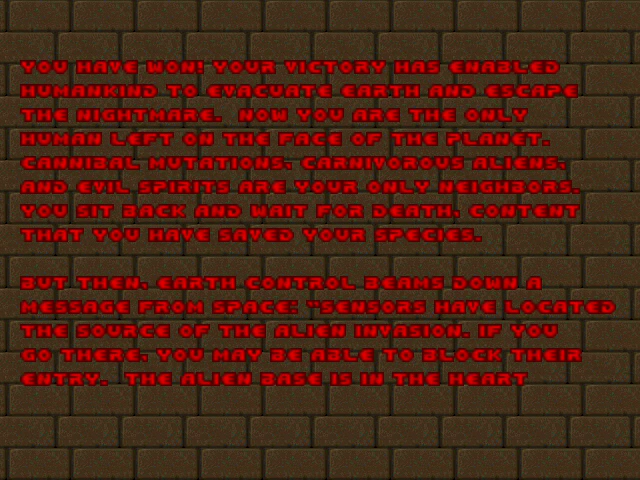 YOU HAVE WON! YOUR VICTORY HAS ENABLED
HUMANKIND TO EVACUATE EARTH AND ESCAPE
THE NIGHTMARE.  NOW YOU ARE THE ONLY
HUMAN LEFT ON THE FACE OF THE PLANET.
CANNIBAL MUTATIONS, CARNIVOROUS ALIENS,
AND EVIL SPIRITS ARE YOUR ONLY NEIGHBORS.
YOU SIT BACK AND WAIT FOR DEATH, CONTENT
THAT YOU HAVE SAVED YOUR SPECIES.

BUT THEN, EARTH CONTROL BEAMS DOWN A
MESSAGE FROM SPACE: "SENSORS HAVE LOCATED
THE SOURCE OF THE ALIEN INVASION. IF YOU
GO THERE, YOU MAY BE ABLE TO BLOCK THEIR
ENTRY.  THE ALIEN BASE IS IN THE HEART